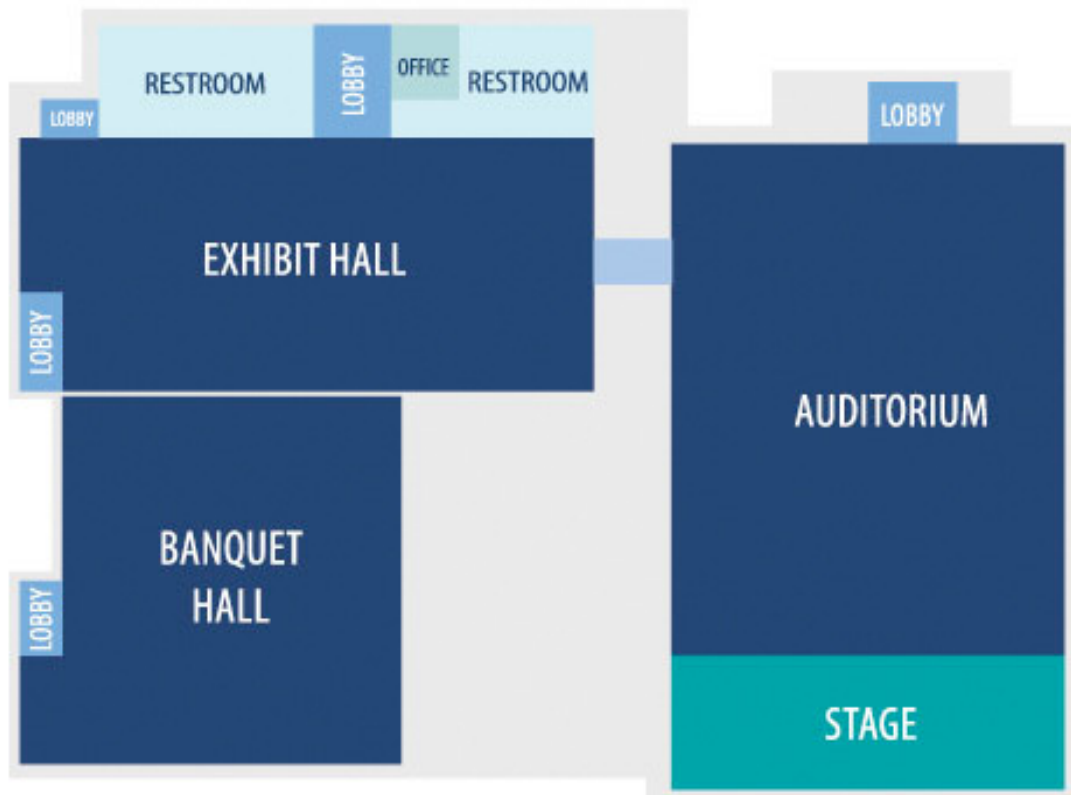 RESTROOM
LOBBY
OFFICE
RESTROOM
LOBBY
LOBBY
EXHIBIT HALL
LOBBY
AUDITORIUM
BANQUET
HALL
LOBBY
STAGE